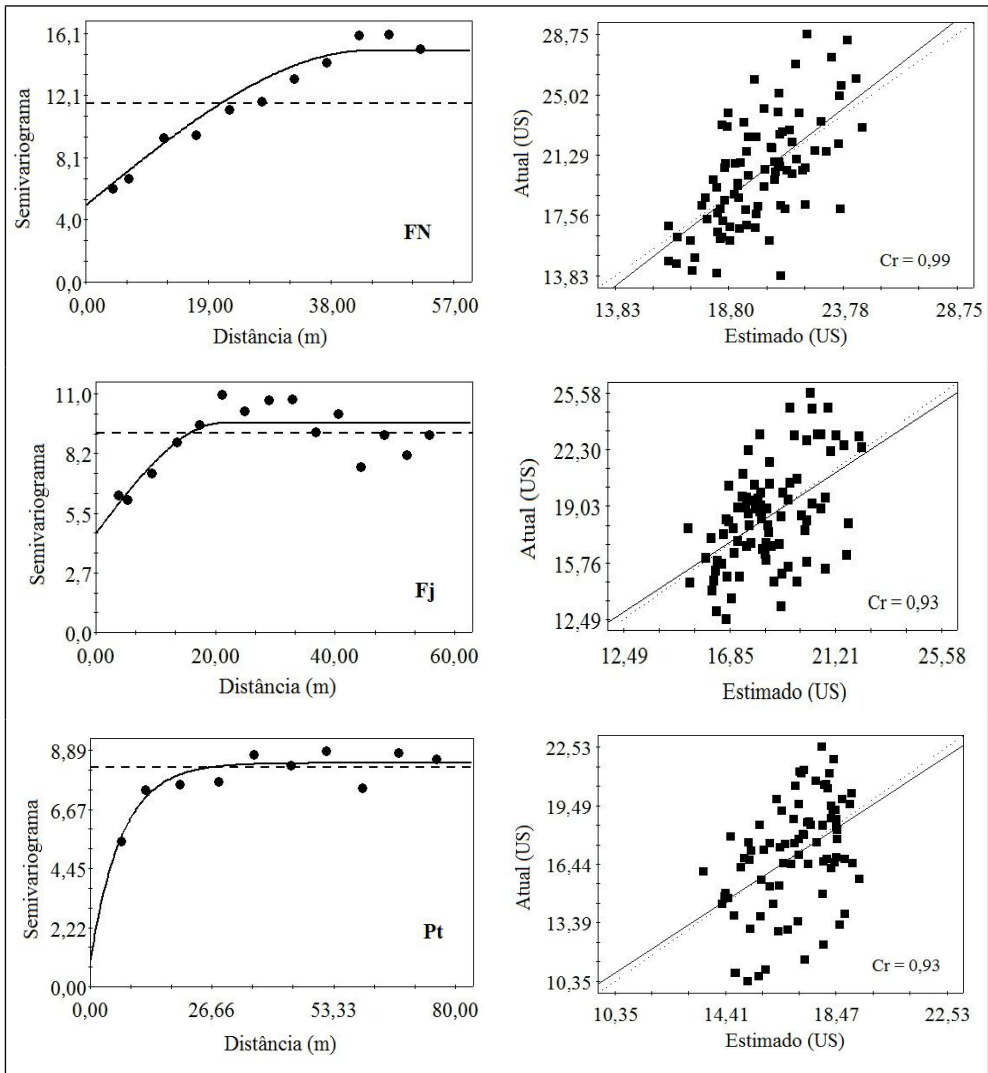 16,1
12,1
8,1
4,0
0,0
Semivariograma
FN
0,00 19,00 38,00 57,00
Distância (m)
28,75
25,02
21,29
17,56
13,83
Atual (US)
Cr = 0,99
13,83 18,80 23,78 28,75
Estimado (US)
11,0
8,2
5,5
2,7
0,0
Semivariograma
Fj
0,00 20,00 40,00 60,00
Distância (m)
25,58
22,30
19,03
15,76
12,49
Atual (US)
Cr = 0,93
12,49 16,85 21,21 25,58
Estimado (US)
8,89
6,67
4,45
2,22
0,00
Semivariograma
Pt
0,00 26,66 53,33 80,00
Distância (m)
22,53
19,49
16,44
13,39
10,35
Atual (US)
Cr = 0,93
10,35 14,41 18,47 22,53
Estimado (US)